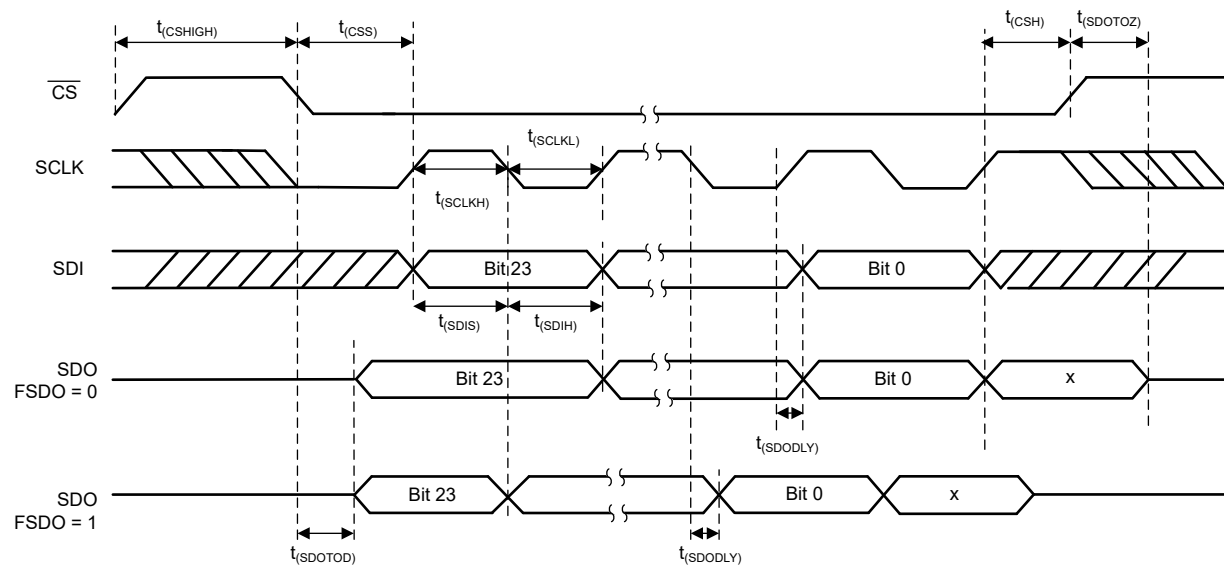 t(CSHIGH) t(CSS) t(CSH) t(SDOTOZ)
CS
SCLK
t(SCLKL)
t(SCLKH)
SDI
Bit 23
Bit 0
t(SDIS) t(SDIH)
SDO
FSDO = 0
Bit 23
Bit 0
x
t(SDODLY)
SDO
FSDO = 1
Bit 23
Bit 0
x
t(SDOTOD)
t(SDODLY)